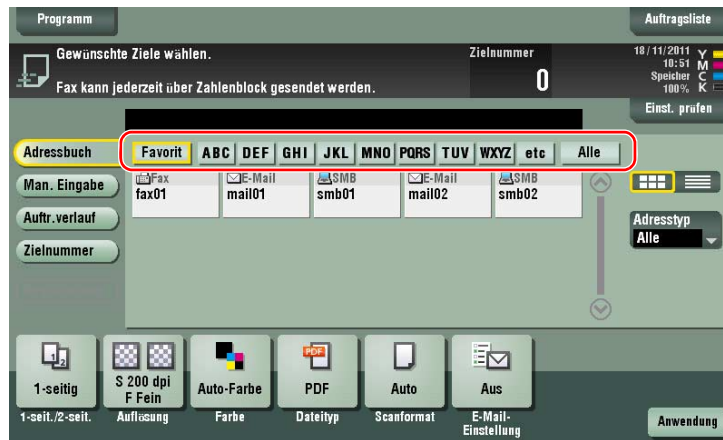 Programm
Auftragsliste
Gewünschte Ziele wählen.
Zielnummer
0
Fax kann jederzeit über Zahlenblock gesendet werden.
18/11/2011
10:51
Speicher
100%
Y
M
C
K
Einst. prüfen
Adressbuch
Favorit ABC DEF GHI JKL MNO PQRS TUV WXYZ etc Alle
Man. Eingabe
Fax
fax01
E-Mail
mail01
SMB
smb01
E-Mail
mail02
SMB
smb02
Auftr.verlauf
Adresstyp
Alle
Zielnummer
1 2
1-seitig
S 200 dpi
F Fein
Auto-Farbe
PDF
PDF
Auto
Aus
1-seit./2-seit.
Auflösung
Farbe
Dateityp
Scanformat
E-Mail-
Einstellung
Anwendung